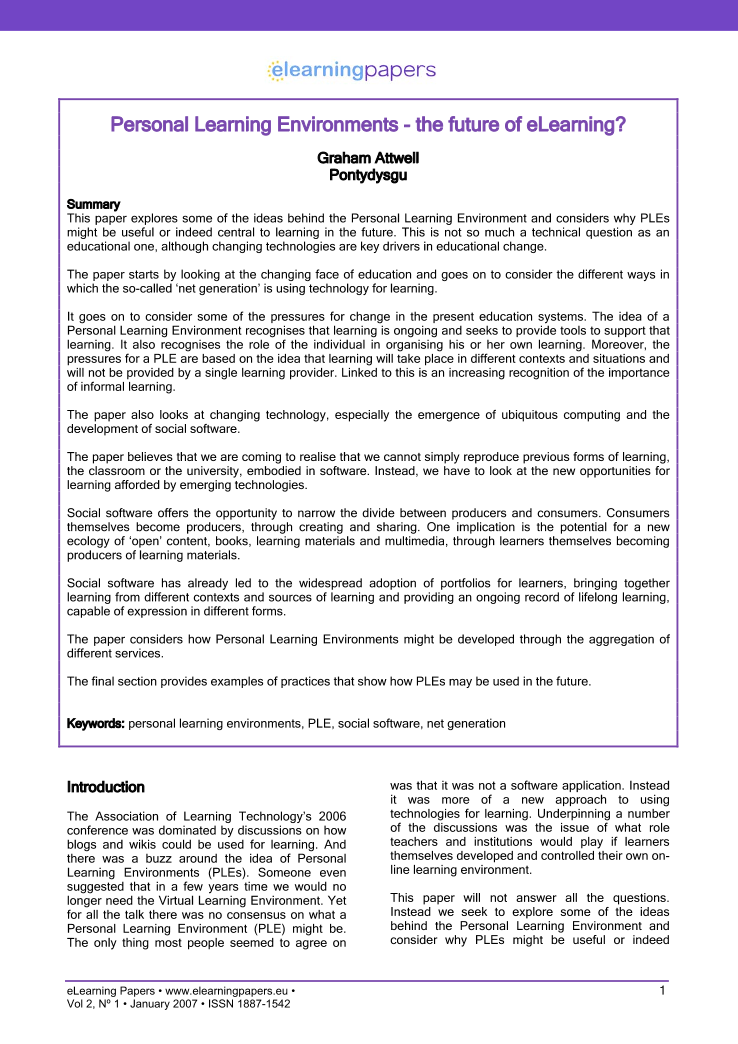 elearningpapers
Personal Learning Environments - the future of eLearning?
Graham Attwell
Pontydysgu
Summary
This paper explores some of the ideas behind the Personal Learning Environment and considers why PLEs
might be useful or indeed central to learning in the future. This is not so much a technical question as an
educational one, although changing technologies are key drivers in educational change.
The paper starts by looking at the changing face of education and goes on to consider the different ways in
which the so-called ‘net generation’ is using technology for learning.
It goes on to consider some of the pressures for change in the present education systems. The idea of a
Personal Learning Environment recognises that learning is ongoing and seeks to provide tools to support that
learning. It also recognises the role of the individual in organising his or her own learning. Moreover, the
pressures for a PLE are based on the idea that learning will take place in different contexts and situations and
will not be provided by a single learning provider. Linked to this is an increasing recognition of the importance
of informal learning.
The paper also looks at changing technology, especially the emergence of ubiquitous computing and the
development of social software.
The paper believes that we are coming to realise that we cannot simply reproduce previous forms of learning,
the classroom or the university, embodied in software. Instead, we have to look at the new opportunities for
learning afforded by emerging technologies.
Social software offers the opportunity to narrow the divide between producers and consumers. Consumers
themselves become producers, through creating and sharing. One implication is the potential for a new
ecology of ‘open’ content, books, learning materials and multimedia, through learners themselves becoming
producers of learning materials.
Social software has already led to the widespread adoption of portfolios for learners, bringing together
learning from different contexts and sources of learning and providing an ongoing record of lifelong learning,
capable of expression in different forms.
The paper considers how Personal Learning Environments might be developed through the aggregation of
different services.
The final section provides examples of practices that show how PLEs may be used in the future.
Keywords: personal learning environments, PLE, social software, net generation
Introduction
The Association of Learning Technology’s 2006
conference was dominated by discussions on how
blogs and wikis could be used for learning. And
there was a buzz around the idea of Personal
Learning Environments (PLEs). Someone even
suggested that in a few years time we would no
longer need the Virtual Learning Environment. Yet
for all the talk there was no consensus on what a
Personal Learning Environment (PLE) might be.
The only thing most people seemed to agree on
was that it was not a software application. Instead
it was more of a new approach to using
technologies for learning. Underpinning a number
of the discussions was the issue of what role
teachers and institutions would play if learners
themselves developed and controlled their own on-
line learning environment.
This paper will not answer all the questions.
Instead we seek to explore some of the ideas
behind the Personal Learning Environment and
consider why PLEs might be useful or indeed
eLearning Papers • www.elearningpapers.eu •
Vol 2, Nº 1 • January 2007 • ISSN 1887-1542
1